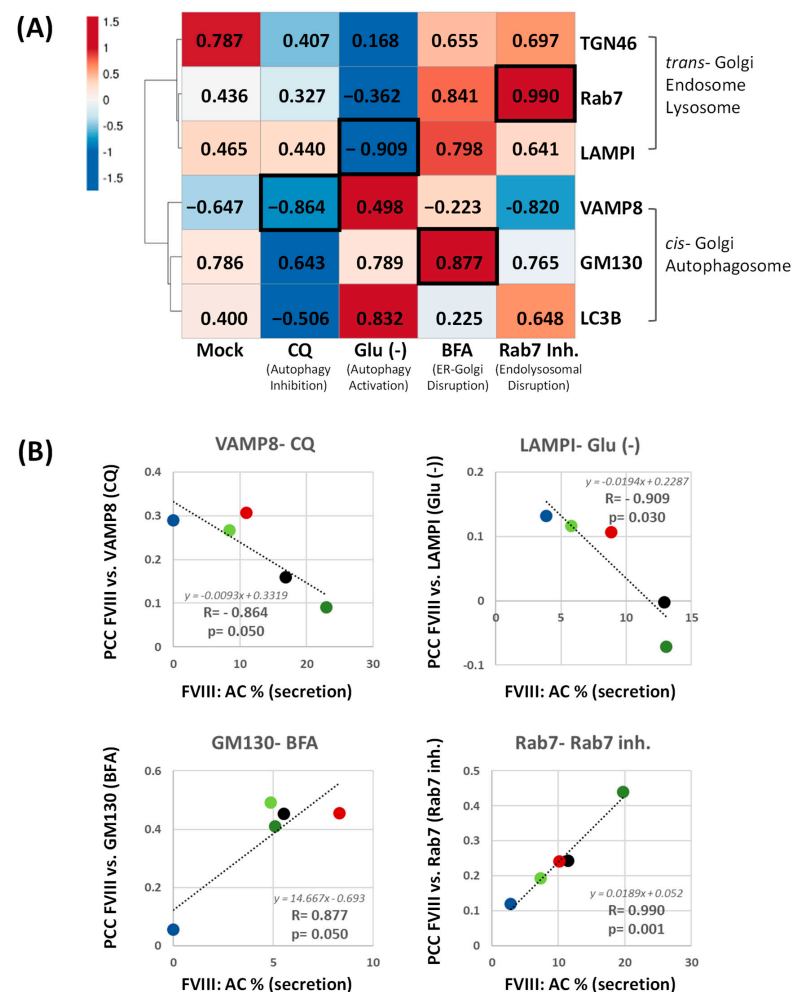 (A)
1.5
1
0.5
0
-0.5
-1
-1.5
0.787 0.407 0.168 0.655 0.697 TGN46
0.436 0.327 −0.362 0.841 0.990 Rab7
0.465 0.440 − 0.909 0.798 0.641 LAMPI
−0.647 −0.864 0.498 −0.223 -0.820 VAMP8
0.786 0.643 0.789 0.877 0.765 GM130
0.400 −0.506 0.832 0.225 0.648 LC3B
trans- Golgi
Endosome
Lysosome
cis- Golgi
Autophagosome
Mock CQ Glu (-) BFA Rab7 Inh.
(Autophagy (Autophagy (ER-Golgi (Endolysosomal
Inhibition) Activation) Disruption) Disruption)
(B)
VAMP8- CQ
PCC FVIII vs. VAMP8 (CQ)
0.4
0.3
0.2
0.1
0
0 10 20 30
y = -0.0093x + 0.3319
R= - 0.864
p= 0.050
FVIII: AC % (secretion)
LAMPI- Glu (-)
PCC FVIII vs. LAMPI (Glu (-))
0.2
0.1
0
-0.1
0 5 10 15
y = -0.0194x + 0.2287
R= - 0.909
p= 0.030
FVIII: AC % (secretion)
GM130- BFA
PCC FVIII vs. GM130 (BFA)
0.6
0.4
0.2
0
0 5 10
y = 14.667x - 0.693
R= 0.877
p= 0.050
FVIII: AC % (secretion)
Rab7- Rab7 inh.
PCC FVIII vs. Rab7 (Rab7 inh.)
0.5
0.4
0.3
0.2
0.1
0
0 10 20 30
y = 0.0189x + 0.052
R= 0.990
p= 0.001
FVIII: AC % (secretion)